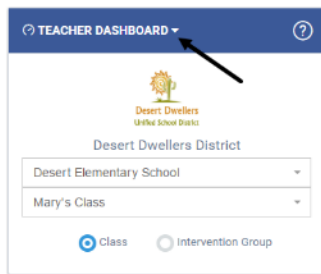 TEACHER DASHBOARD
?
Desert Dwellers
Unified School District
Desert Dwellers District
Desert Elementary School
Mary's Class
Class
Intervention Group